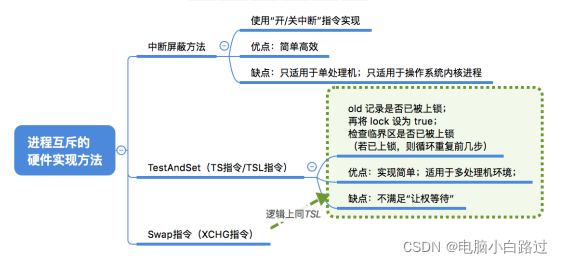 使用“开/关中断”指令实现
中断屏蔽方法
优点：简单高效
缺点：只适用于单处理机；只适用于操作系统内核进程
old 记录是否已被上锁；
再将 lock 设为 true；
检查临界区是否已被上锁
（若已上锁，则循环重复前几步）
进程互斥的
硬件实现方法
TestAndSet（TS指令/TSL指令）
优点：实现简单；适用于多处理机环境；
缺点：不满足“让权等待”
逻辑上同TSL
Swap指令（XCHG指令）
CSDN @电脑小白路过